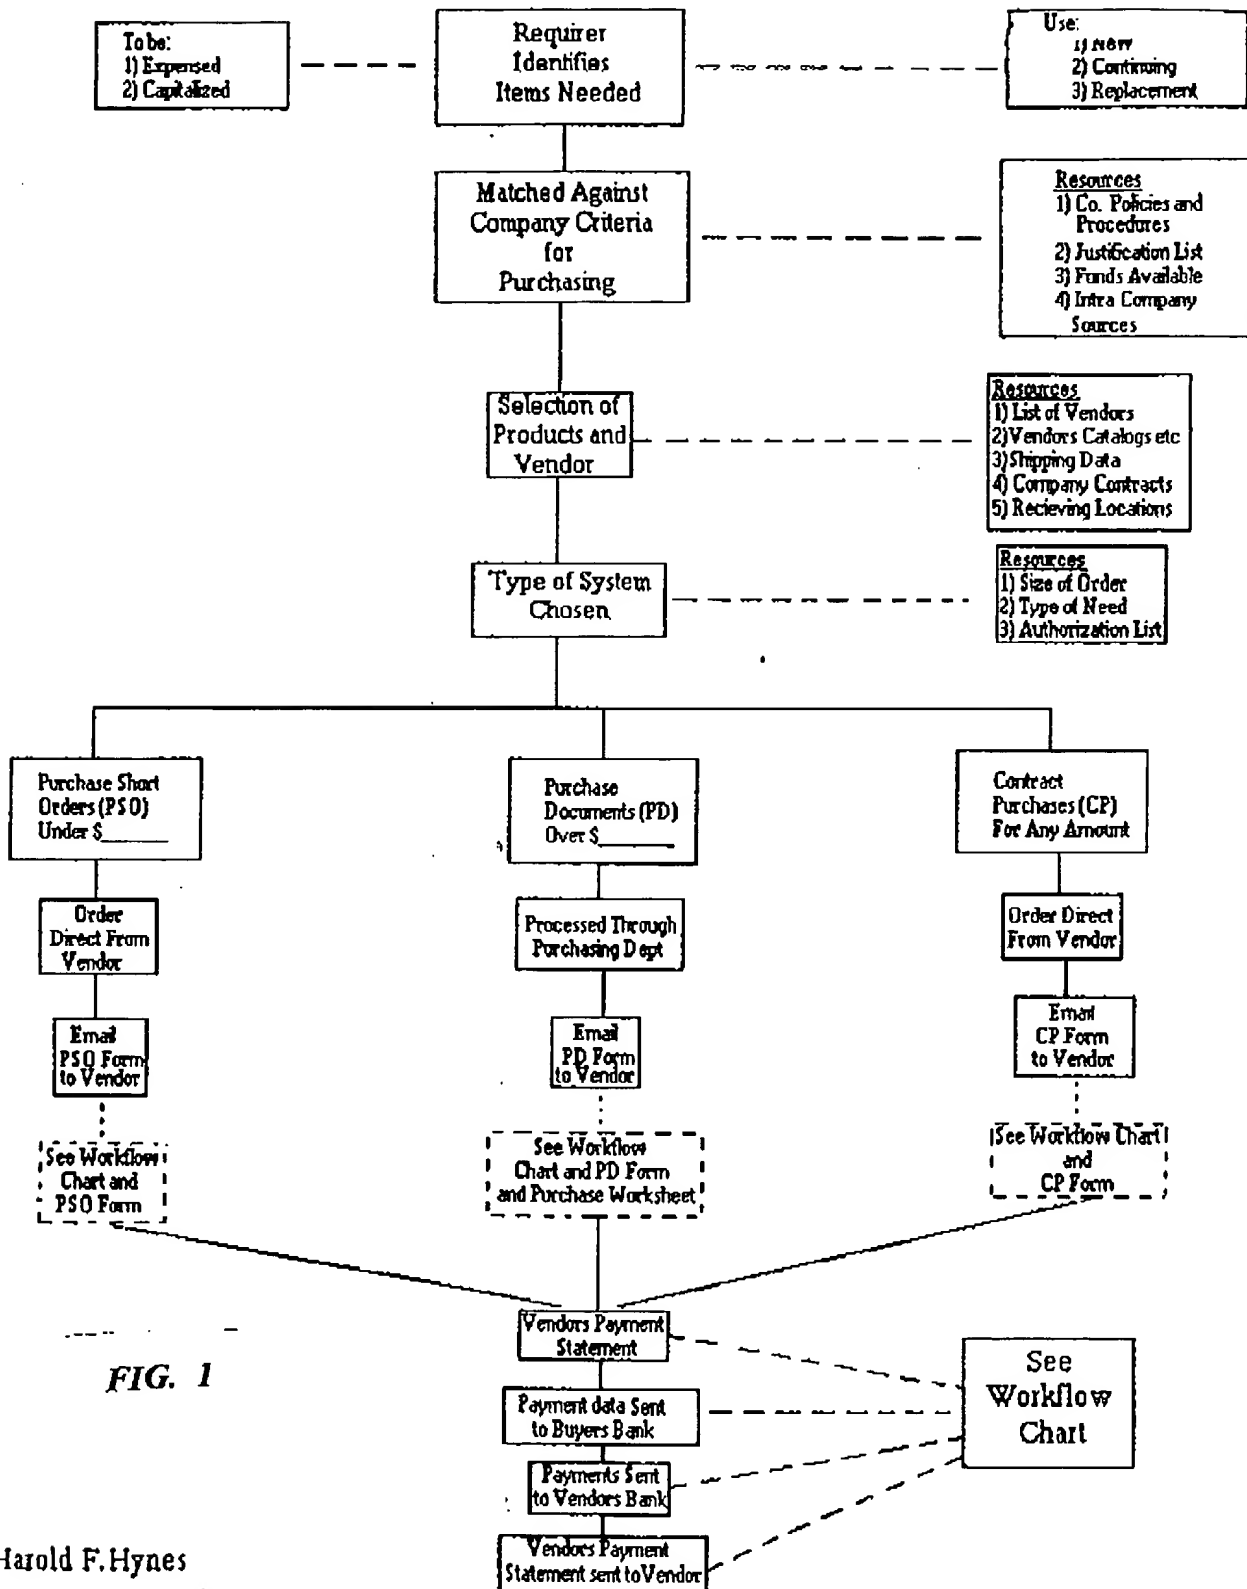 To be:
1) Expensed
2) Capitalized
Requirer
Identifies
Items Needed
Use:
1) New
2) Continuing
3) Replacement
Matched Against
Company Criteria
for
Purchasing
Resources
1) Co. Policies and
Procedures
2) Justification List
3) Funds Available
4) Intra Company
Sources
Selection of
Products and
Vendor
Resources
1) List of Vendors
2) Vendors Catalogs etc
3) Shipping Data
4) Company Contracts
5) Recieving Locations
Type of System
Chosen
Resources
1) Size of Order
2) Type of Need
3) Authorization List
Purchase Short
Orders (PSO)
Under $______
Purchase
Documents (PD)
Over $______
Contract
Purchases (CP)
For Any Amount
Order
Direct From
Vendor
Processed Through
Purchasing Dept
Order Direct
From Vendor
Email
PSO Form
to Vendor
Email
PD Form
to Vendor
Email
CP Form
to Vendor
See Workflow
Chart and
PSO Form
See Workflow
Chart and PD Form
and Purchase Worksheet
See Workflow Chart
and
CP Form
Vendors Payment
Statement
Payment data Sent
to Buyers Bank
Payments Sent
to Vendors Bank
Vendors Payment
Statement sent to Vendor
See
Workflow
Chart
FIG. 1
Harold F. Hynes